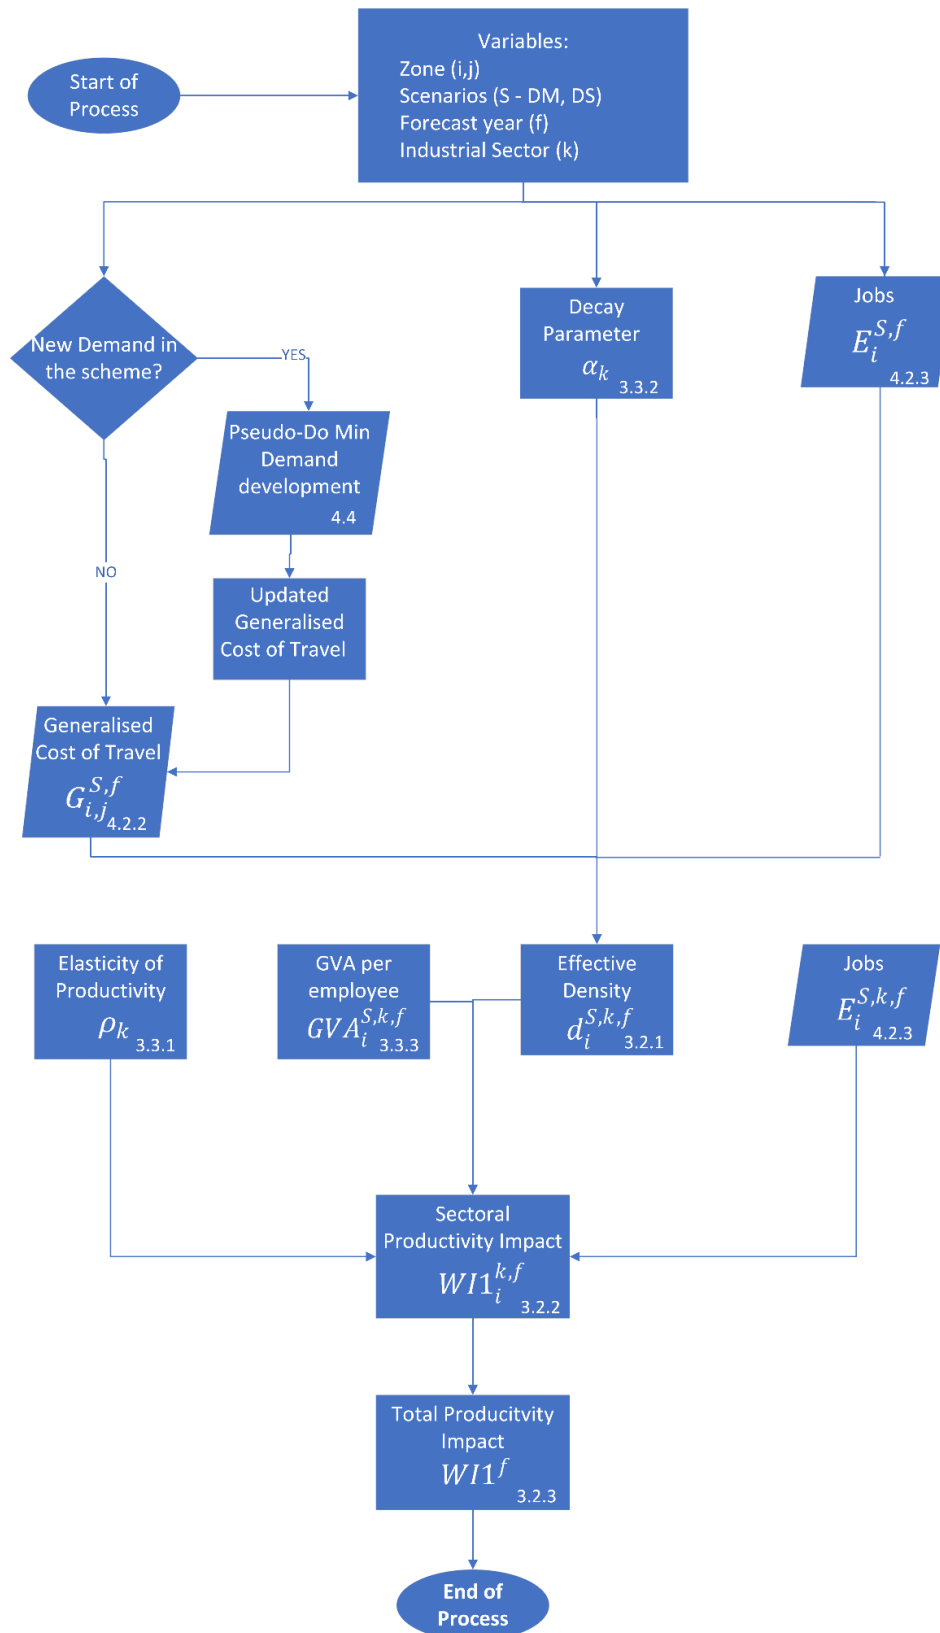 Start of
Process
Variables:
Zone (i,j)
Scenarios (S - DM, DS)
Forecast year (f)
Industrial Sector (k)
New Demand in
the scheme?
YES
NO
Pseudo-Do Min
Demand
development
4.4
Updated
Generalised
Cost of Travel
Generalised
Cost of Travel
$G_{i,j}^{S,f}$
4.2.2
Decay
Parameter
$\alpha_k$
3.3.2
Jobs
$E_i^{S,f}$
4.2.3
Elasticity of
Productivity
$\rho_k$
3.3.1
GVA per
employee
$GVA_i^{S,k,f}$
3.3.3
Effective
Density
$d_i^{S,k,f}$
3.2.1
Jobs
$E_i^{S,k,f}$
4.2.3
Sectoral
Productivity Impact
$WI1_i^{k,f}$
3.2.2
Total Producitvity
Impact
$WI1^f$
3.2.3
End of
Process